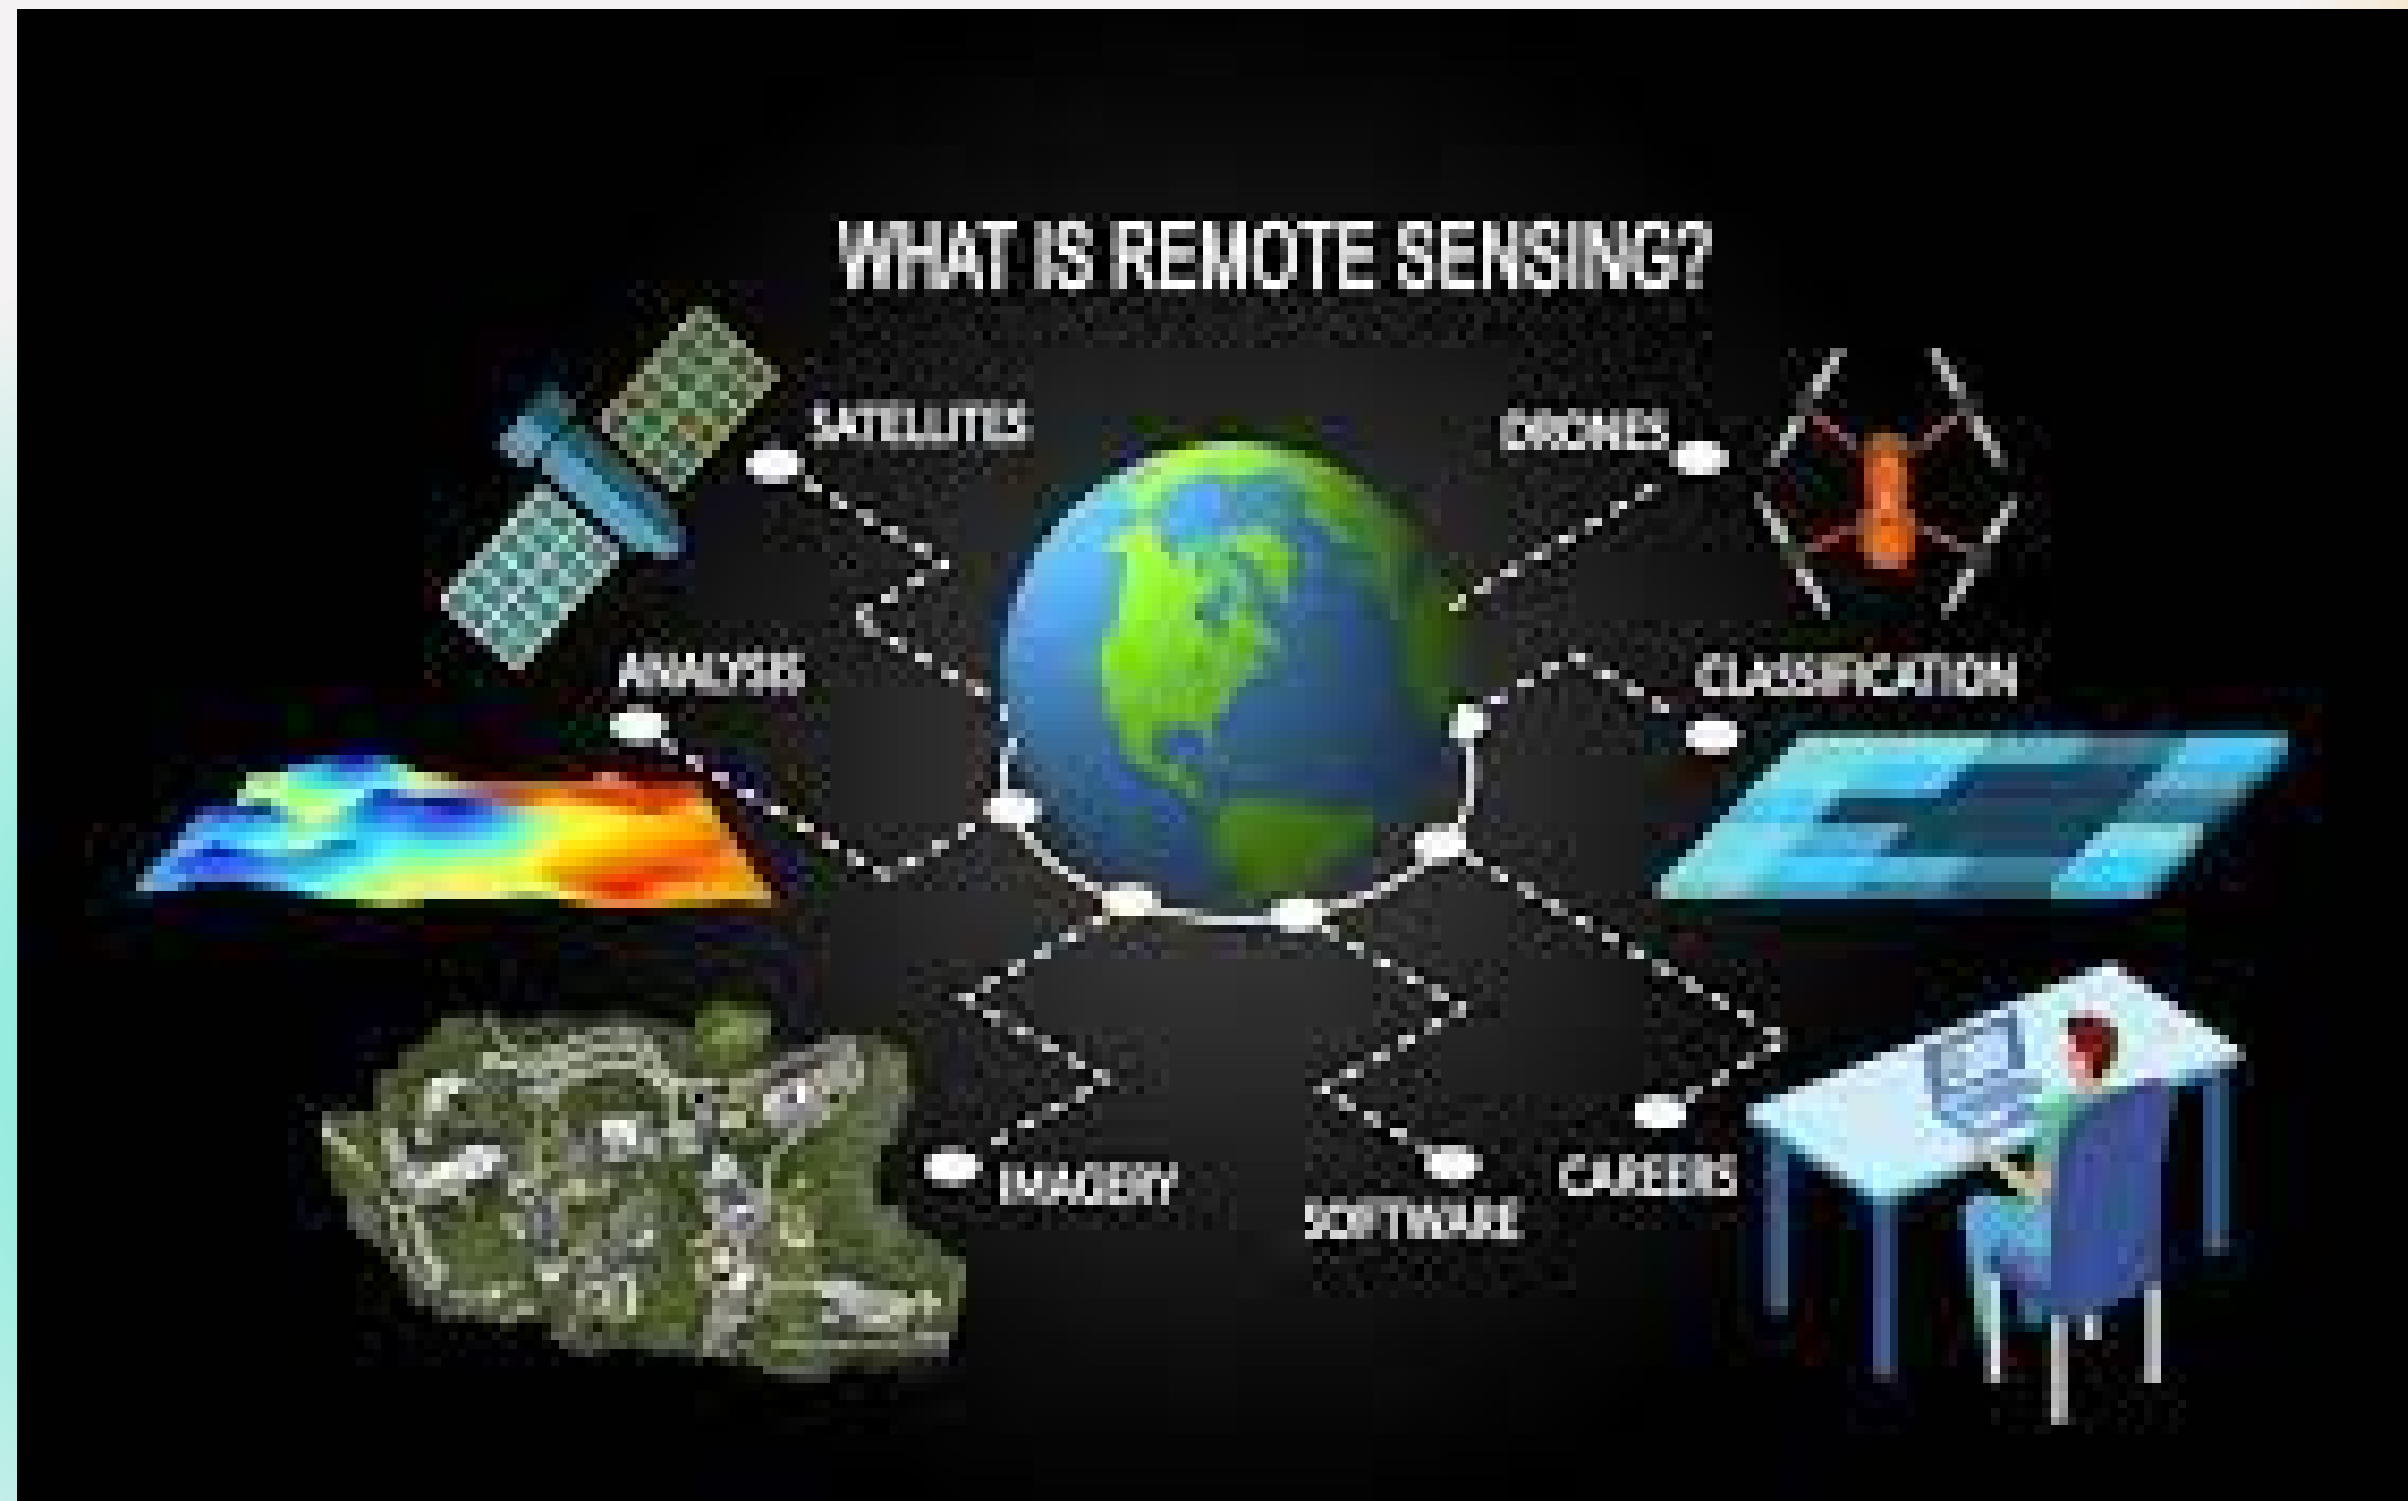 WHAT IS REMOTE SENSING?
SATELLITES
DRONES
ANALYSIS
CLASSIFICATION
IMAGERY
CAREERS
SOFTWARE